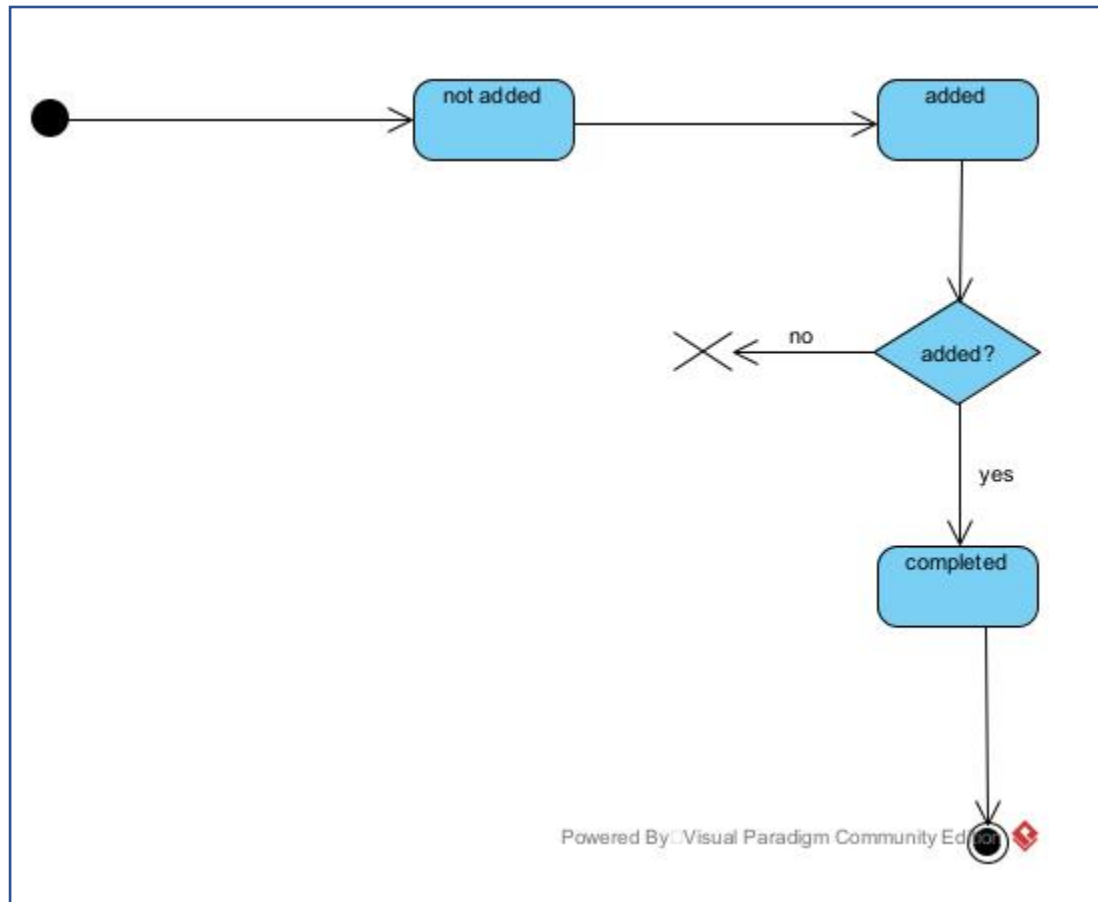 not added
added
no
added?
yes
completed
Powered By Visual Paradigm Community Edition